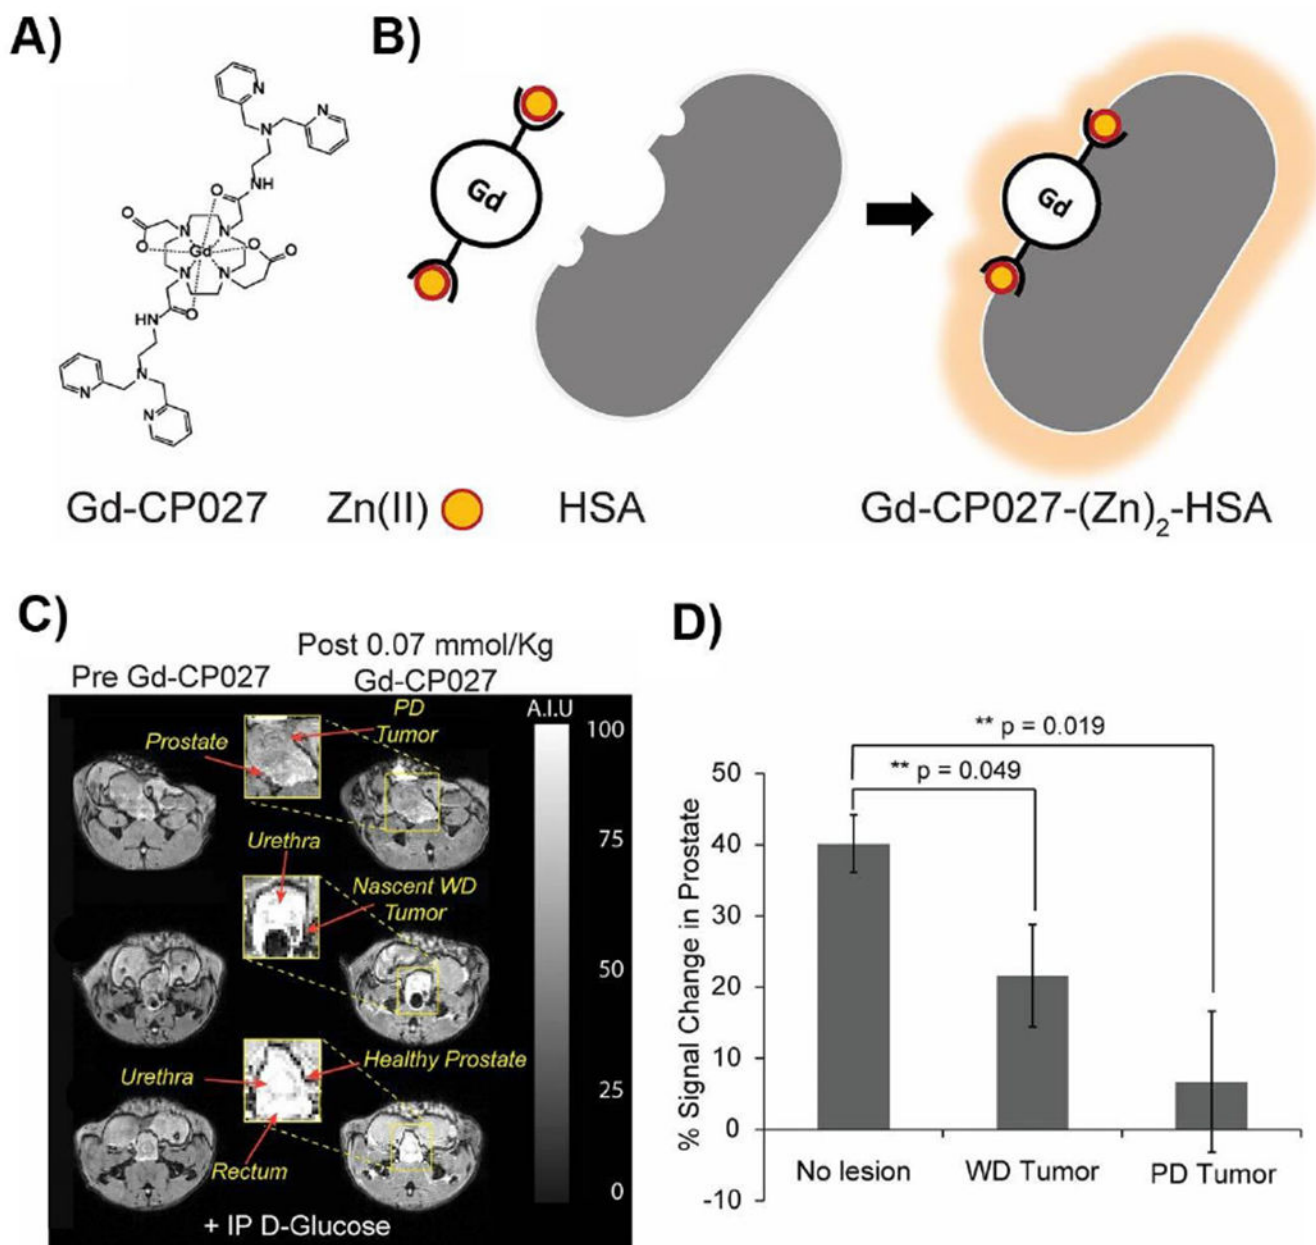 A)
B)
N
N
N
NH
O
O
O
N
N
Gd
O
O
N
N
HN
O
N
N
N
Gd
Gd
Gd-CP027
Zn(II)
HSA
Gd-CP027-(Zn)2-HSA
C)
Pre Gd-CP027
Post 0.07 mmol/Kg
Gd-CP027
A.I.U
PD
Tumor
Prostate
Urethra
Nascent WD
Tumor
Healthy Prostate
Urethra
Rectum
+ IP D-Glucose
100
75
50
25
0
D)
** p = 0.019
** p = 0.049
% Signal Change in Prostate
50
40
30
20
10
0
-10
No lesion
WD Tumor
PD Tumor